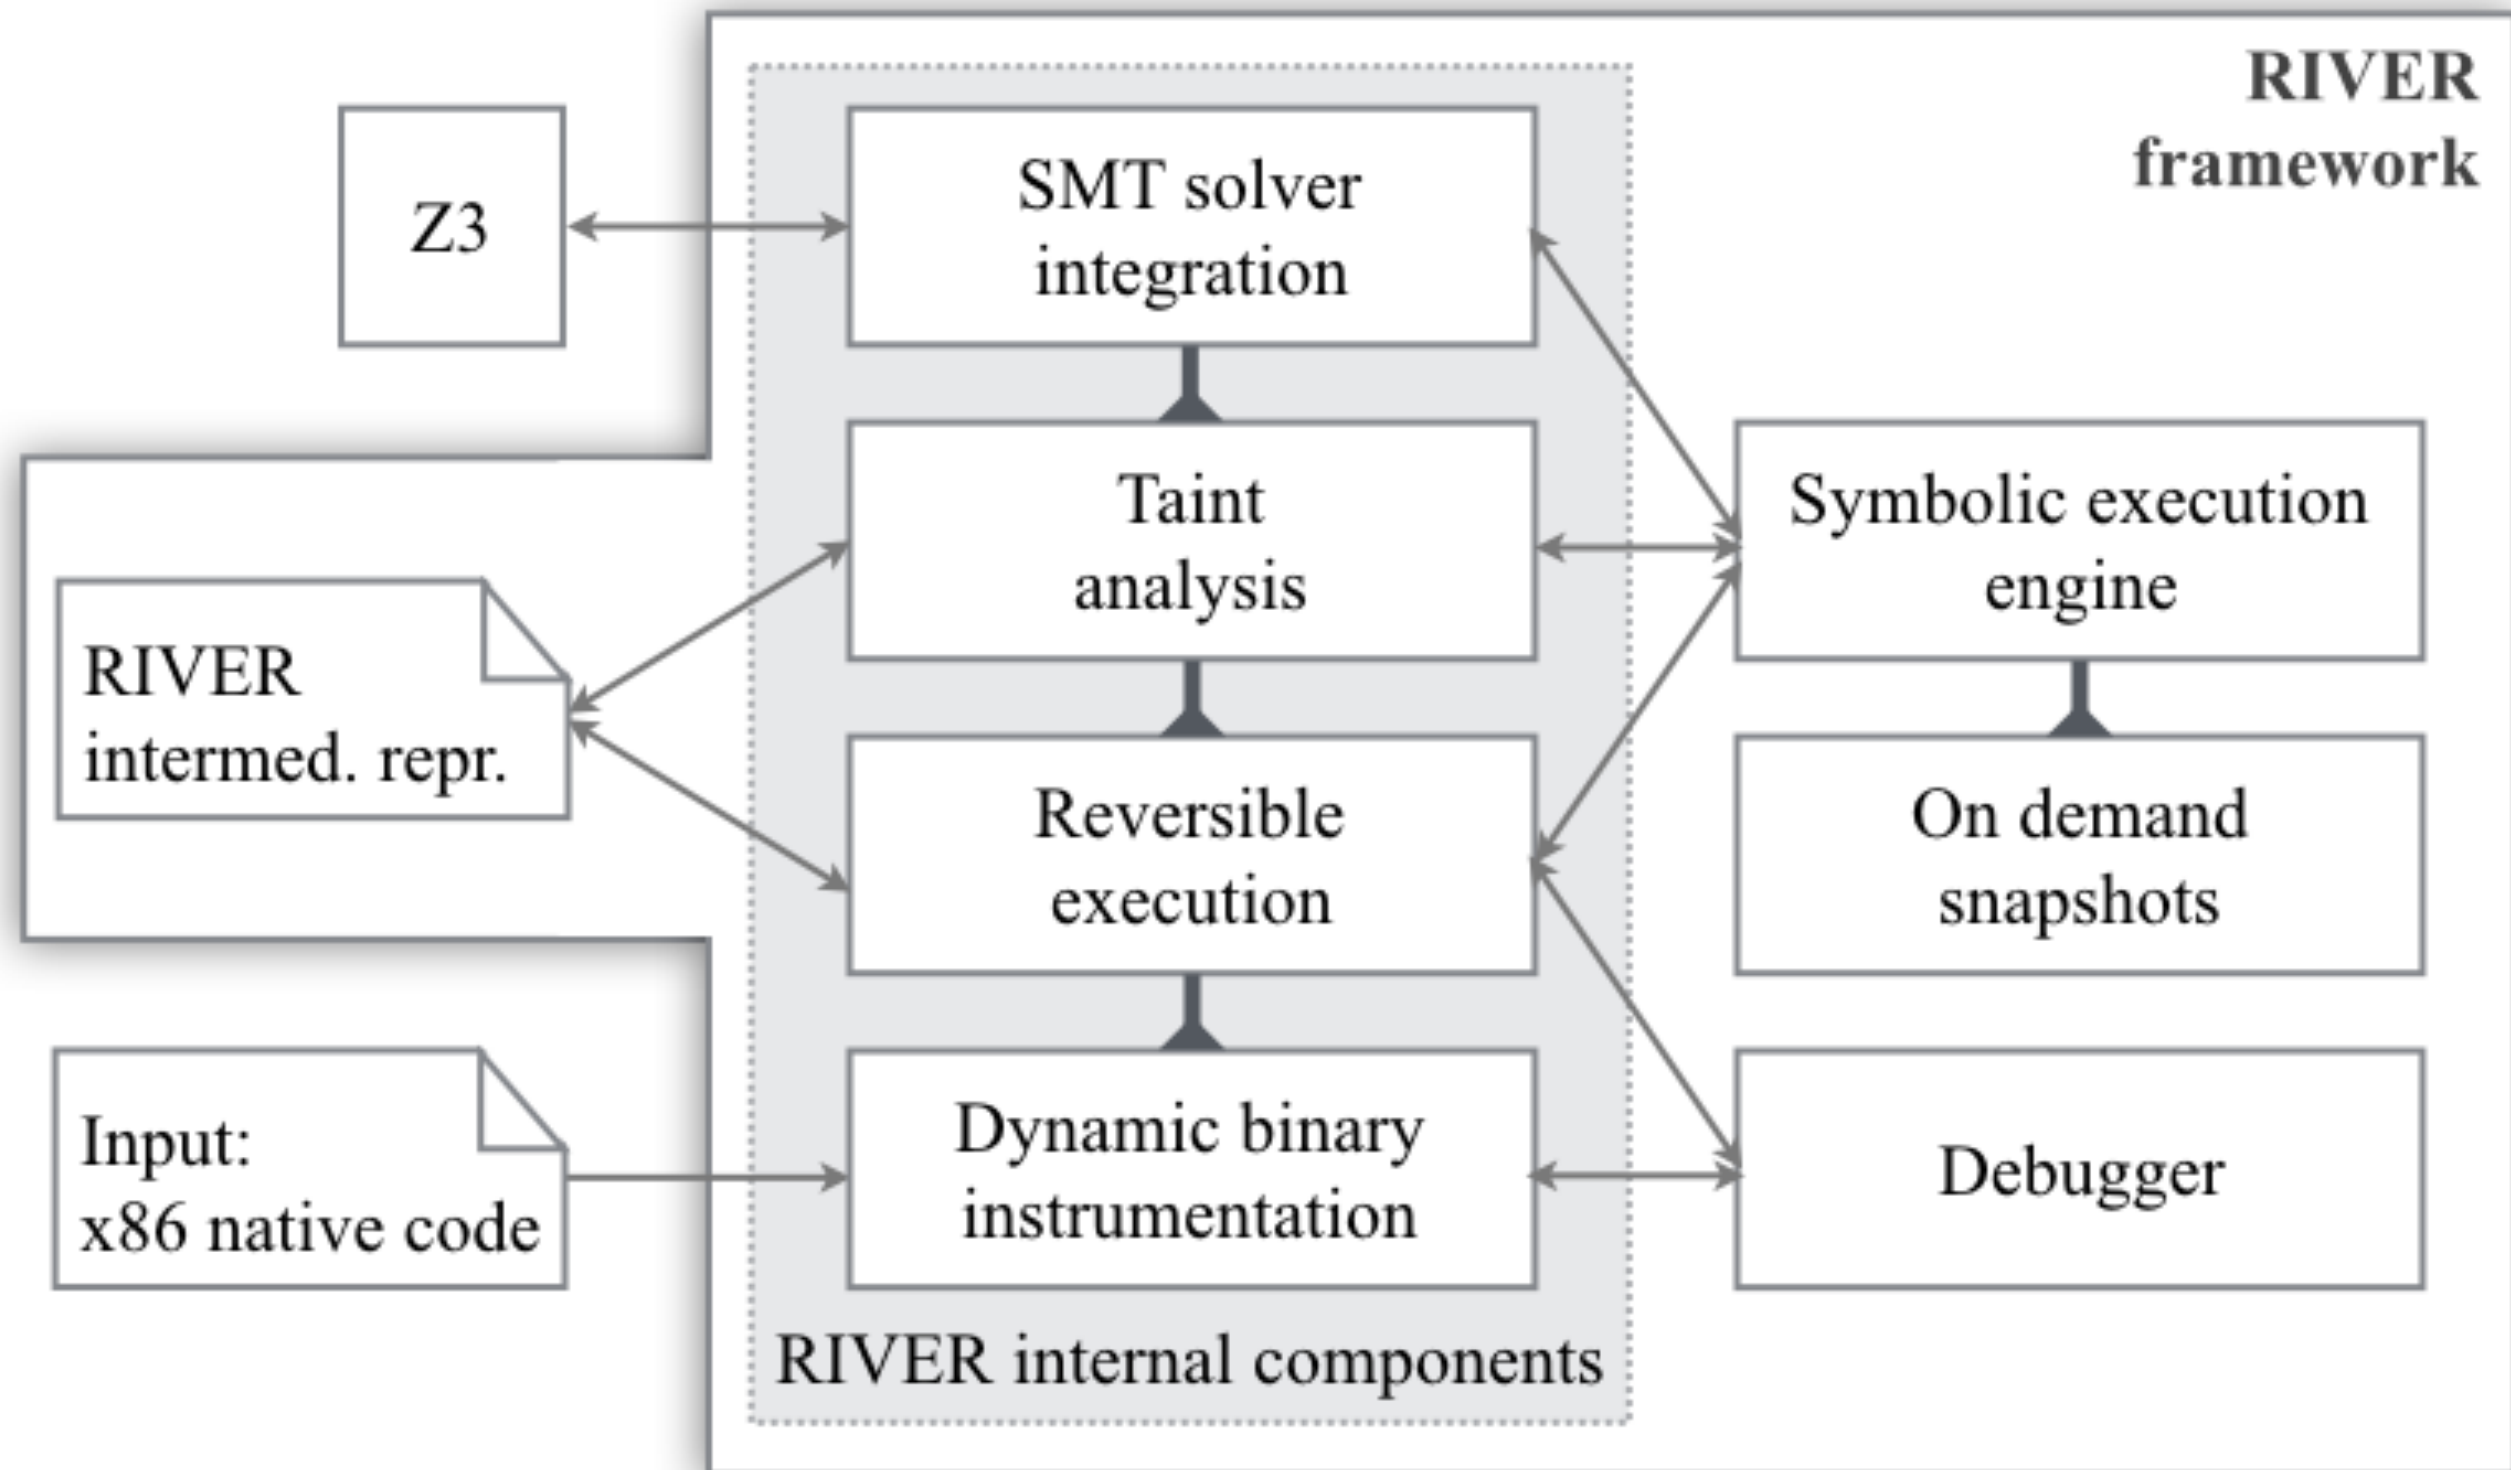 RIVER
framework
Z3
SMT solver
integration
Taint
analysis
Symbolic execution
engine
RIVER
intermed. repr.
Reversible
execution
On demand
snapshots
Input:
x86 native code
Dynamic binary
instrumentation
Debugger
RIVER internal components